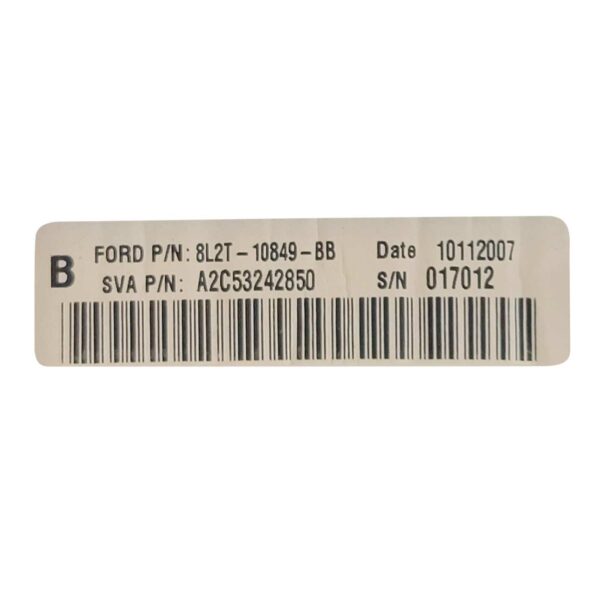 B
FORD P/N: 8L2T-10849-BB Date 10112007
SVA P/N: A2C53242850 S/N 017012